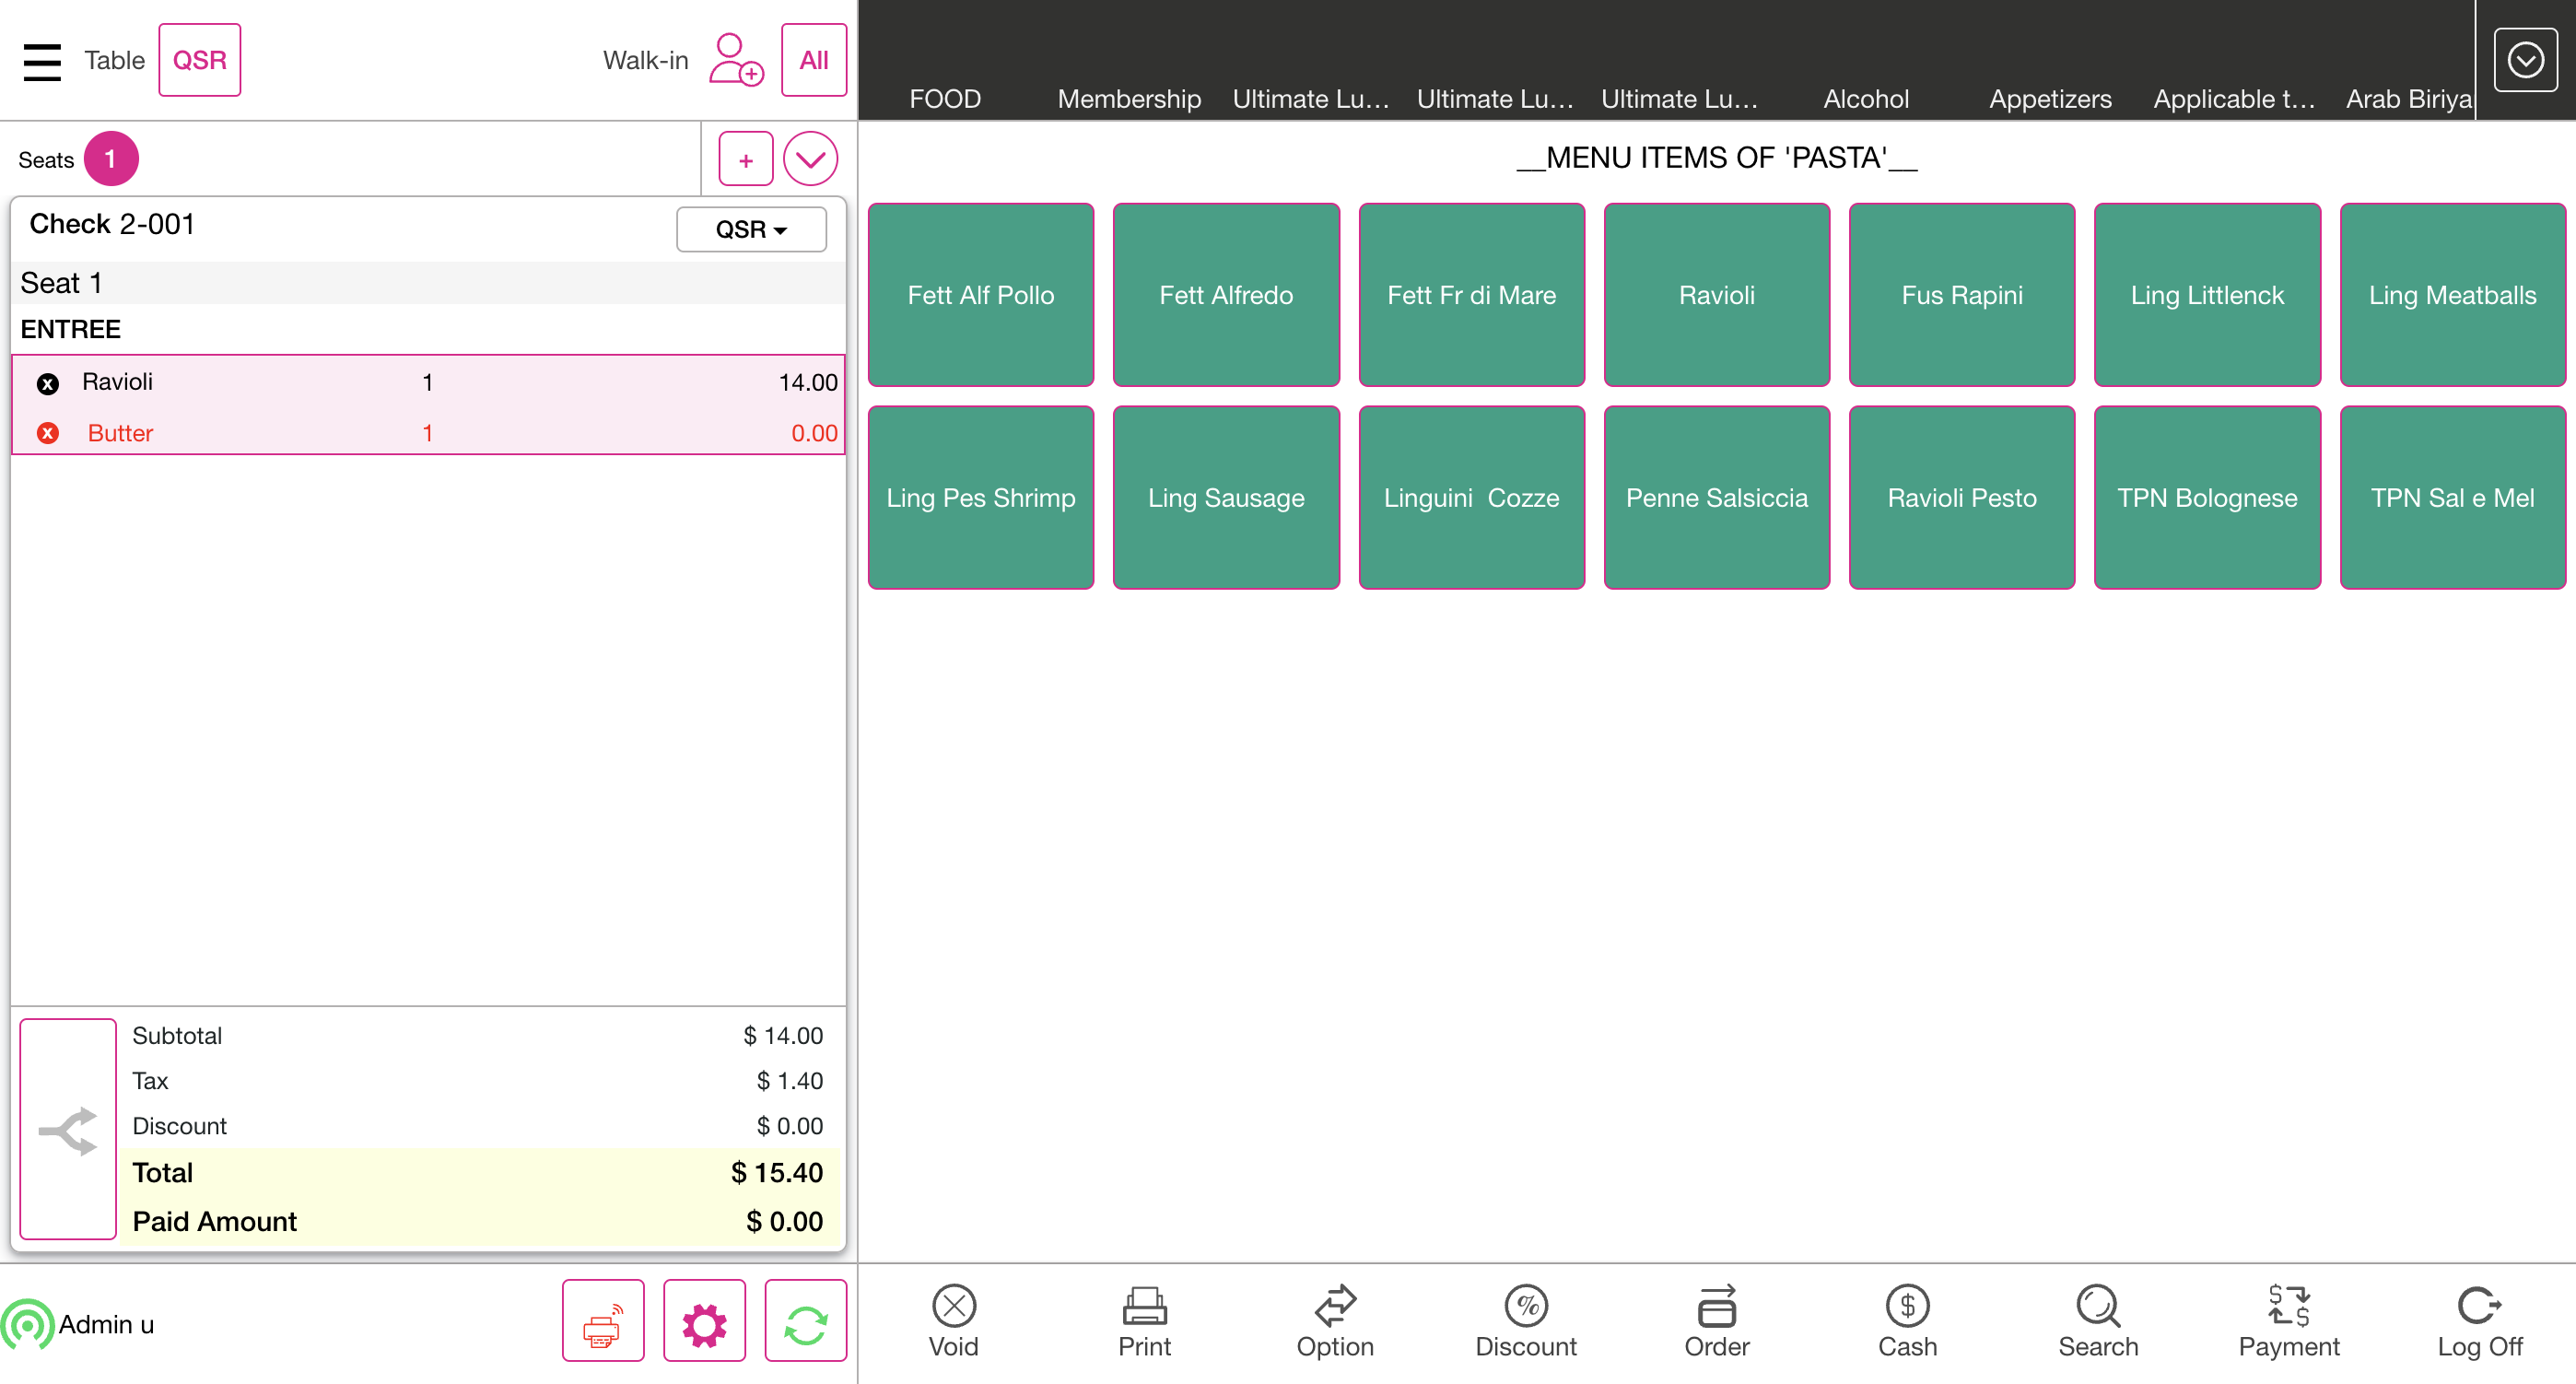 Table QSR Walk-in All
FOOD Membership Ultimate Lu... Ultimate Lu... Ultimate Lu... Alcohol Appetizers Applicable t... Arab Biriya
Seats 1 +
Check 2-001 QSR
Seat 1
ENTREE
x Ravioli 1 14.00
x Butter 1 0.00
Subtotal $ 14.00
Tax $ 1.40
Discount $ 0.00
Total $ 15.40
Paid Amount $ 0.00
Admin u
__MENU ITEMS OF 'PASTA'__
Fett Alf Pollo Fett Alfredo Fett Fr di Mare Ravioli Fus Rapini Ling Littlenck Ling Meatballs
Ling Pes Shrimp Ling Sausage Linguini  Cozze Penne Salsiccia Ravioli Pesto TPN Bolognese TPN Sal e Mel
Void Print Option Discount Order Cash Search Payment Log Off